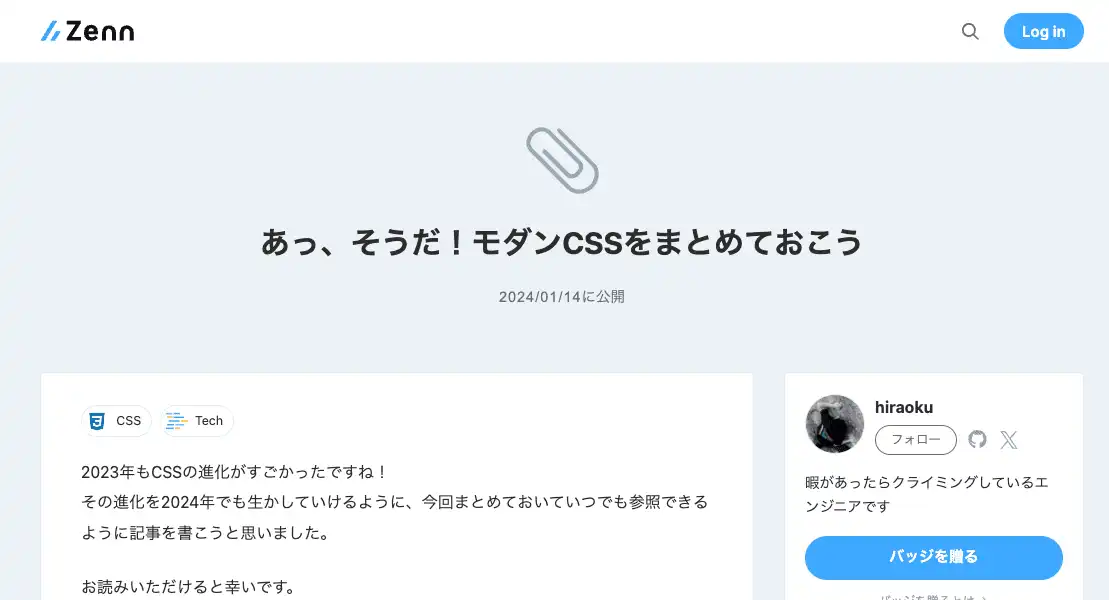 Zenn
Log in
あっ、そうだ！モダンCSSをまとめておこう
2024/01/14に公開
CSS
Tech
2023年もCSSの進化がすごかったですね！
その進化を2024年でも生かしていけるように、今回まとめておいていつでも参照できる
ように記事を書こうと思いました。
お読みいただけると幸いです。
hiraoku
フォロー
暇があったらクライミングしているエ
ンジニアです
バッジを贈る
バッジを贈るとは